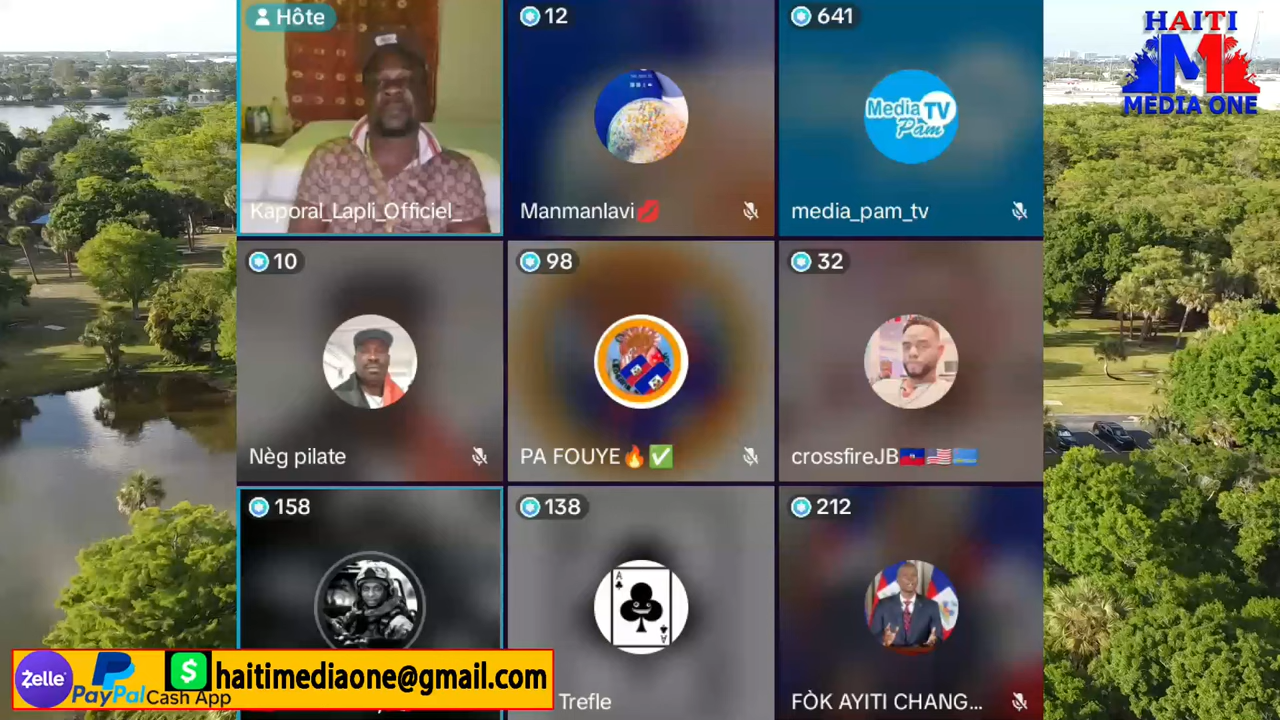 Hôte
12
641
HAITI
M
MEDIA ONE
Media TV
Pam
Kaporal_Lapli_Officiel_
Manmanlavi💋
media_pam_tv
10
98
32
Nèg pilate
PA FOUYE🔥✅
crossfireJB🇭🇹🇺🇸🇦🇼
158
138
212
A
A
Trefle
FÒK AYITI CHANG...
Zelle
PayPal
$
Cash App
haitimediaone@gmail.com